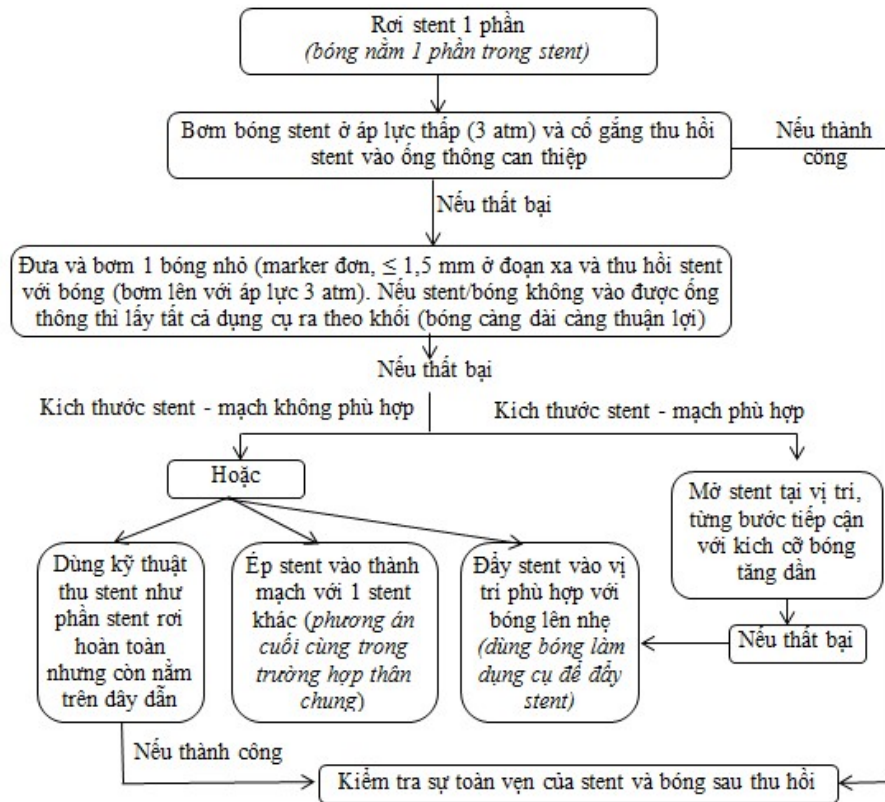 Rơi stent 1 phần
(bóng nằm 1 phần trong stent)
Bơm bóng stent ở áp lực thấp (3 atm) và cố gắng thu hồi
stent vào ống thông can thiệp
Nếu thành
công
Nếu thất bại
Đưa và bơm 1 bóng nhỏ (marker đơn, ≤ 1,5 mm ở đoạn xa và thu hồi stent
với bóng (bơm lên với áp lực 3 atm). Nếu stent/bóng không vào được ống
thông thì lấy tất cả dụng cụ ra theo khối (bóng càng dài càng thuận lợi)
Nếu thất bại
Kích thước stent - mạch không phù hợp
Kích thước stent - mạch phù hợp
Hoặc
Mở stent tại vị trí,
từng bước tiếp cận
với kích cỡ bóng
tăng dần
Dùng kỹ thuật
thu stent như
phần stent rơi
hoàn toàn
nhưng còn nằm
trên dây dẫn
Ép stent vào thành
mạch với 1 stent
khác (phương án
cuối cùng trong
trường hợp thân
chung)
Đẩy stent vào vị
trí phù hợp với
bóng lên nhẹ
(dùng bóng làm
dụng cụ để đẩy
stent)
Nếu thất bại
Nếu thành công
Kiểm tra sự toàn vẹn của stent và bóng sau thu hồi